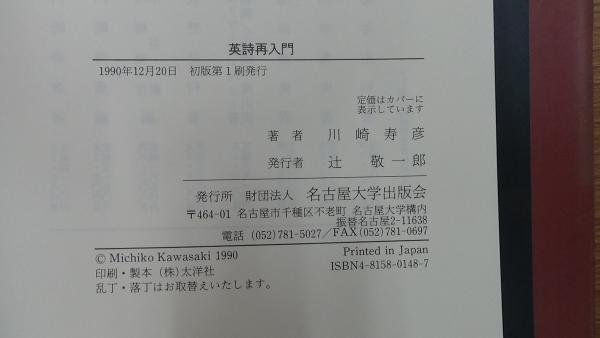 英詩再入門
1990年12月20日　初版第1刷発行
定価はカバーに
表示しています
著者　川崎寿彦
発行者　辻敬一郎
発行所　財団法人　名古屋大学出版会
〒464-01 名古屋市千種区不老町 名古屋大学構内
振替名古屋2-11638
電話 (052)781-5027／FAX(052)781-0697
© Michiko Kawasaki 1990　Printed in Japan
印刷・製本 (株)太洋社　ISBN4-8158-0148-7
乱丁・落丁はお取替えいたします。